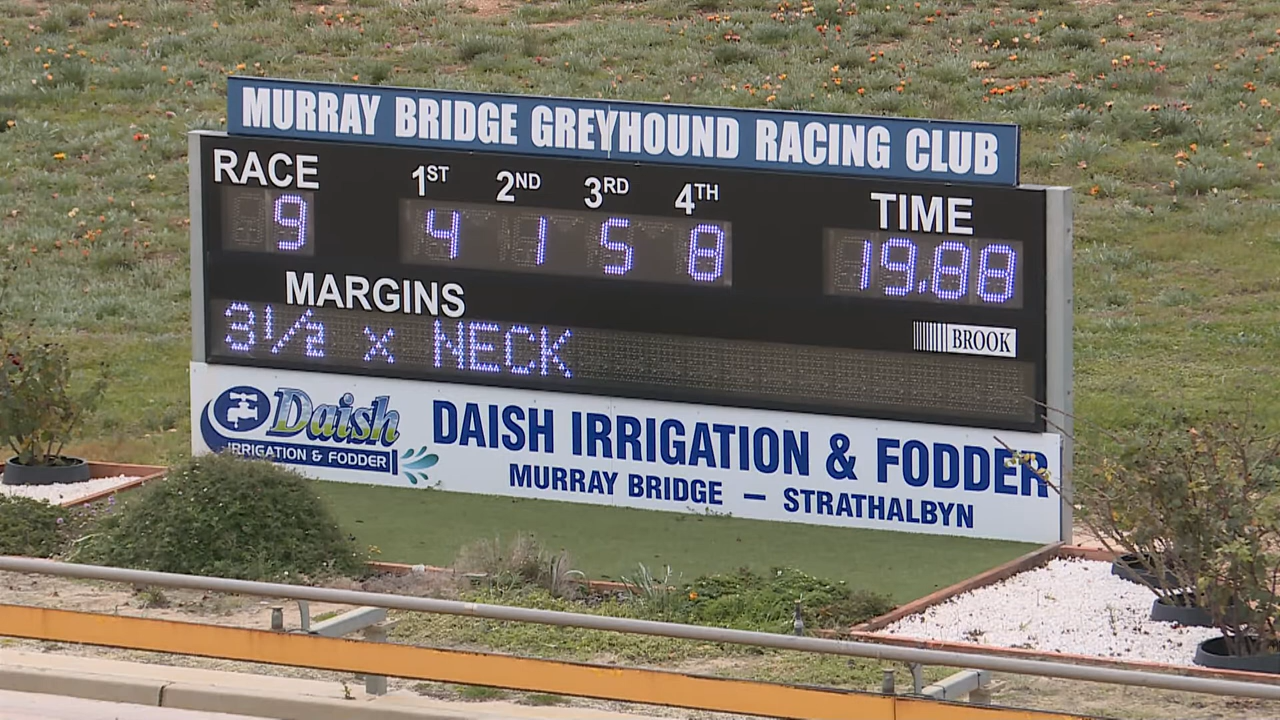 MURRAY BRIDGE GREYHOUND RACING CLUB
RACE 1ST 2ND 3RD 4TH TIME
9 4 1 5 8 19.88
MARGINS
3½ x NECK
BROOK
Daish
IRRIGATION & FODDER
DAISH IRRIGATION & FODDER
MURRAY BRIDGE — STRATHALBYN